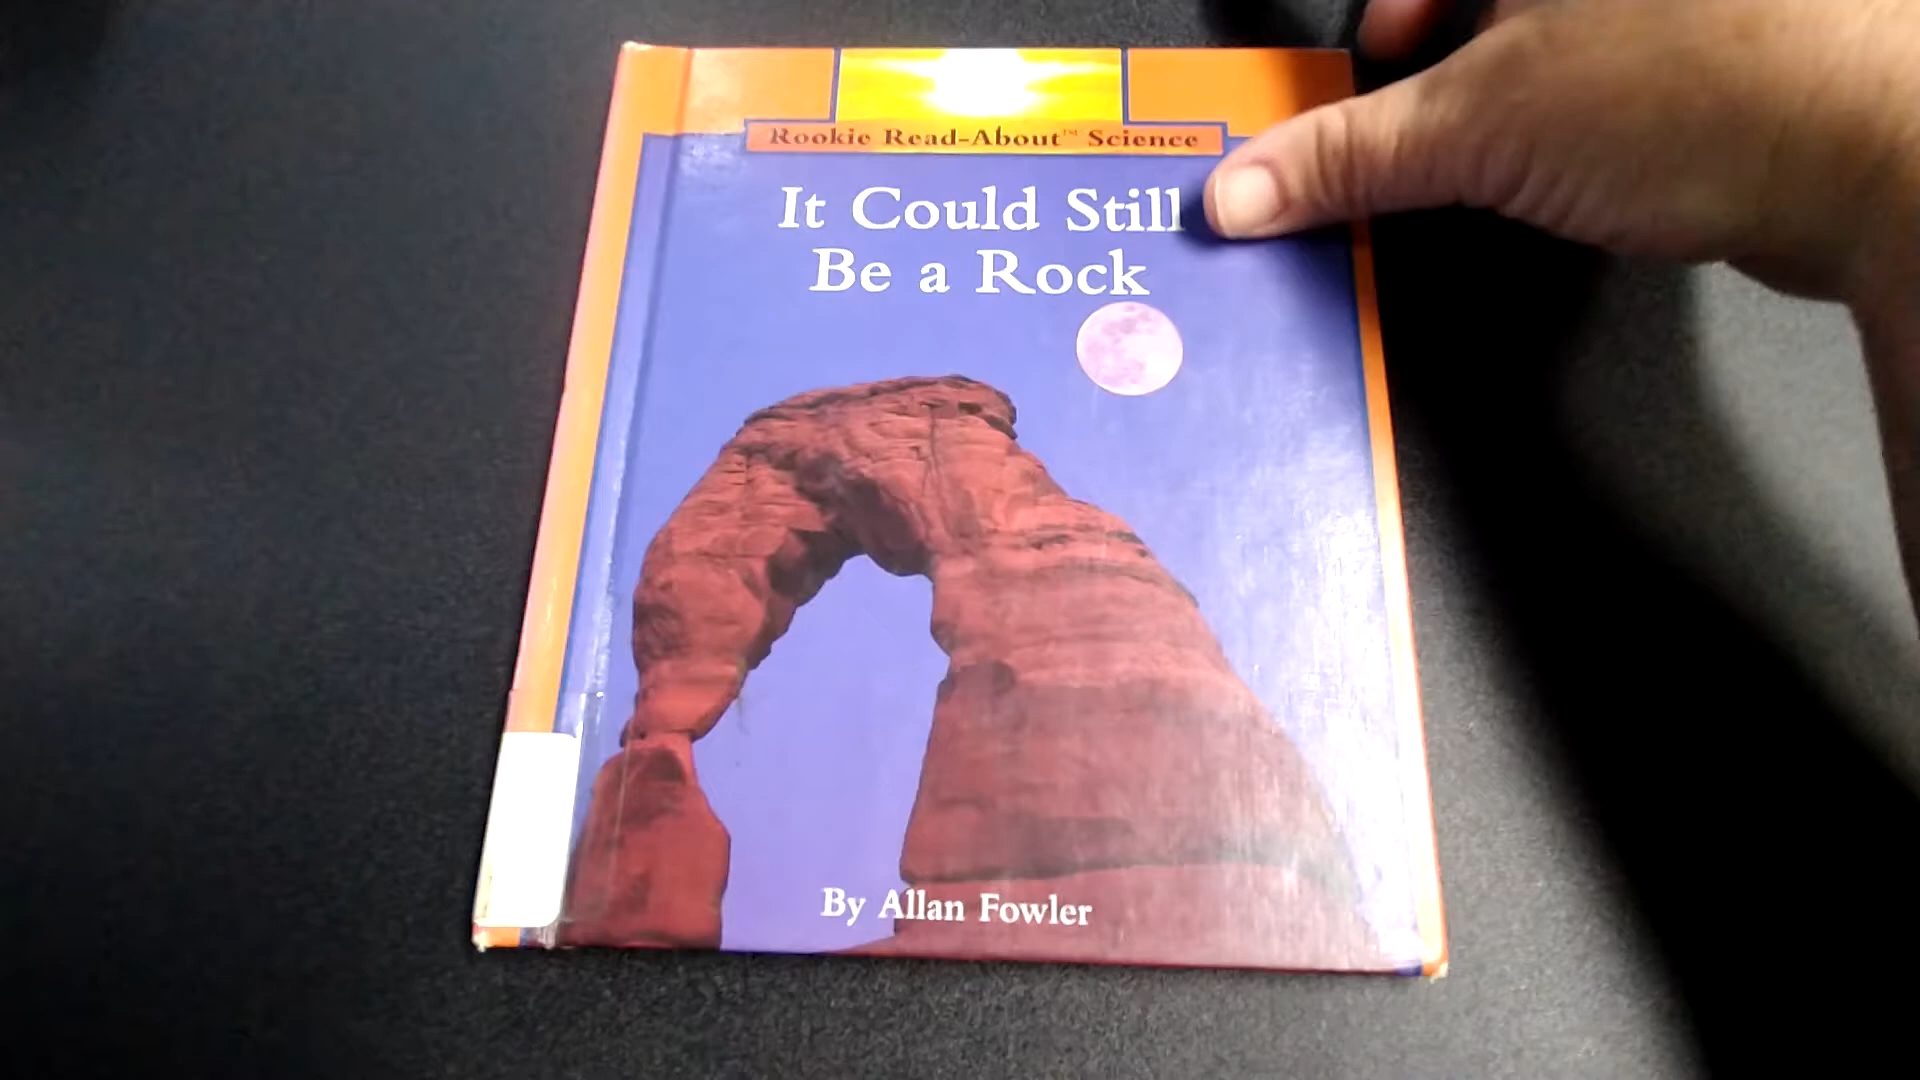 Rookie Read-About™ Science
It Could Still
Be a Rock
By Allan Fowler